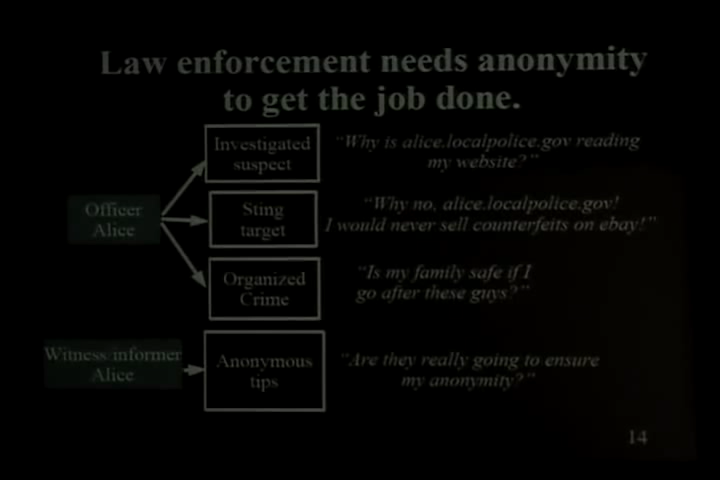 Law enforcement needs anonymity
to get the job done.
Investigated
suspect
"Why is alice.localpolice.gov reading
my website?"
Officer
Alice
Sting
target
"Why no, alice.localpolice.gov!
I would never sell counterfeits on ebay!"
Organized
Crime
"Is my family safe if I
go after these guys?"
Witness/informer
Alice
Anonymous
tips
"Are they really going to ensure
my anonymity?"
14